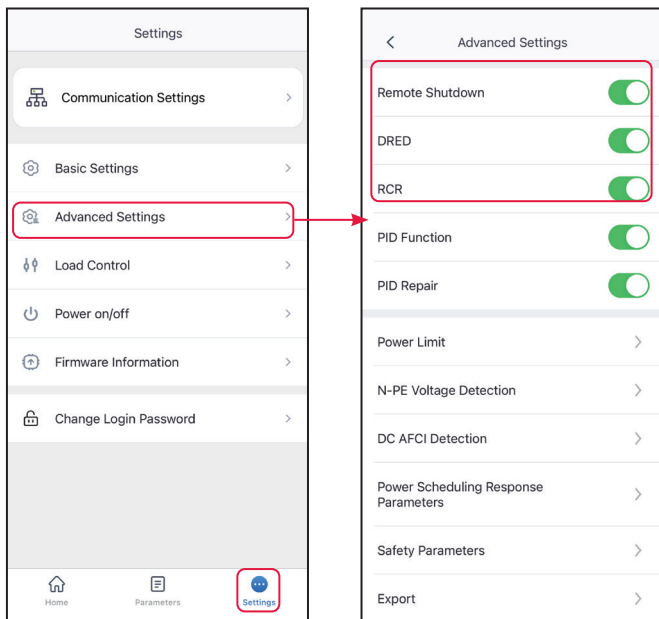 Settings
Communication Settings
Basic Settings
Advanced Settings
Load Control
Power on/off
Firmware Information
Change Login Password
Home
Parameters
Settings
Advanced Settings
Remote Shutdown
DRED
RCR
PID Function
PID Repair
Power Limit
N-PE Voltage Detection
DC AFCI Detection
Power Scheduling Response
Parameters
Safety Parameters
Export